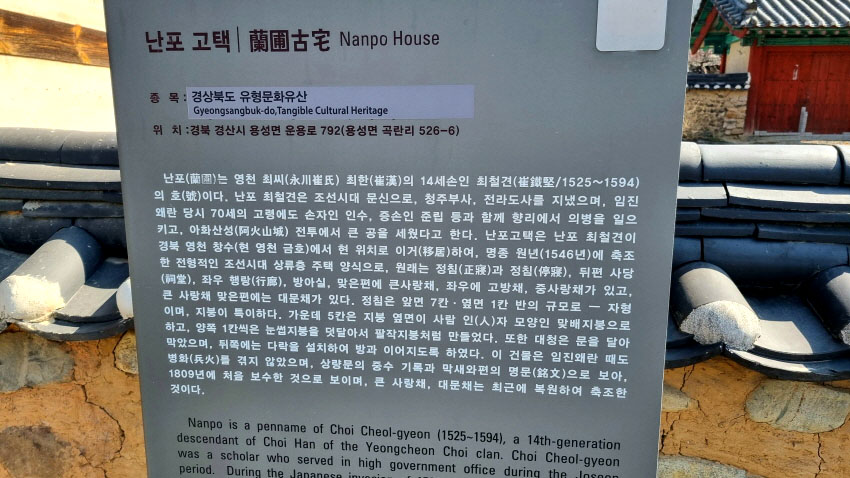 난포 고택 | 蘭圃古宅 Nanpo House
종 목 : 경상북도 유형문화유산
Gyeongsangbuk-do,Tangible Cultural Heritage
위 치 : 경북 경산시 용성면 운용로 792(용성면 곡란리 526-6)
난포(蘭圃)는 영천 최씨(永川崔氏) 최한(崔漢)의 14세손인 최철견(崔鐵堅/1525~1594)
의 호(號)이다. 난포 최철견은 조선시대 문신으로, 청주부사, 전라도사를 지냈으며, 임진
왜란 당시 70세의 고령에도 손자인 인수, 증손인 준립 등과 함께 향리에서 의병을 일으
키고, 아화산성(阿火山城) 전투에서 큰 공을 세웠다고 한다. 난포고택은 난포 최철견이
경북 영천 창수(현 영천 금호)에서 현 위치로 이거(移居)하여, 명종 원년(1546년)에 축조
한 전형적인 조선시대 상류층 주택 양식으로, 원래는 정침(正寢)과 정침(停寢), 뒤편 사당
(祠堂), 좌우 행랑(行廊), 방아실, 맞은편에 큰사랑채, 좌우에 고방채, 중사랑채가 있고,
큰 사랑채 맞은편에는 대문채가 있다. 정침은 앞면 7칸·옆면 1칸 반의 규모로 一 자형
이며, 지붕이 특이하다. 가운데 5칸은 지붕 옆면이 사람 인(人)자 모양인 맞배지붕으로
하고, 양쪽 1칸씩은 눈썹지붕을 덧달아서 팔작지붕처럼 만들었다. 또한 대청은 문을 달아
막았으며, 뒤쪽에는 다락을 설치하여 방과 이어지도록 하였다. 이 건물은 임진왜란 때도
병화(兵火)를 겪지 않았으며, 상량문의 중수 기록과 막새와편의 명문(銘文)으로 보아,
1809년에 처음 보수한 것으로 보이며, 큰 사랑채, 대문채는 최근에 복원하여 축조한
것이다.
Nanpo is a penname of Choi Cheol-gyeon (1525~1594), a 14th-generation
descendant of Choi Han of the Yeongcheon Choi clan. Choi Cheol-gyeon
was a scholar who served in high government office during the Joseon
period. During the Japanese invasion of